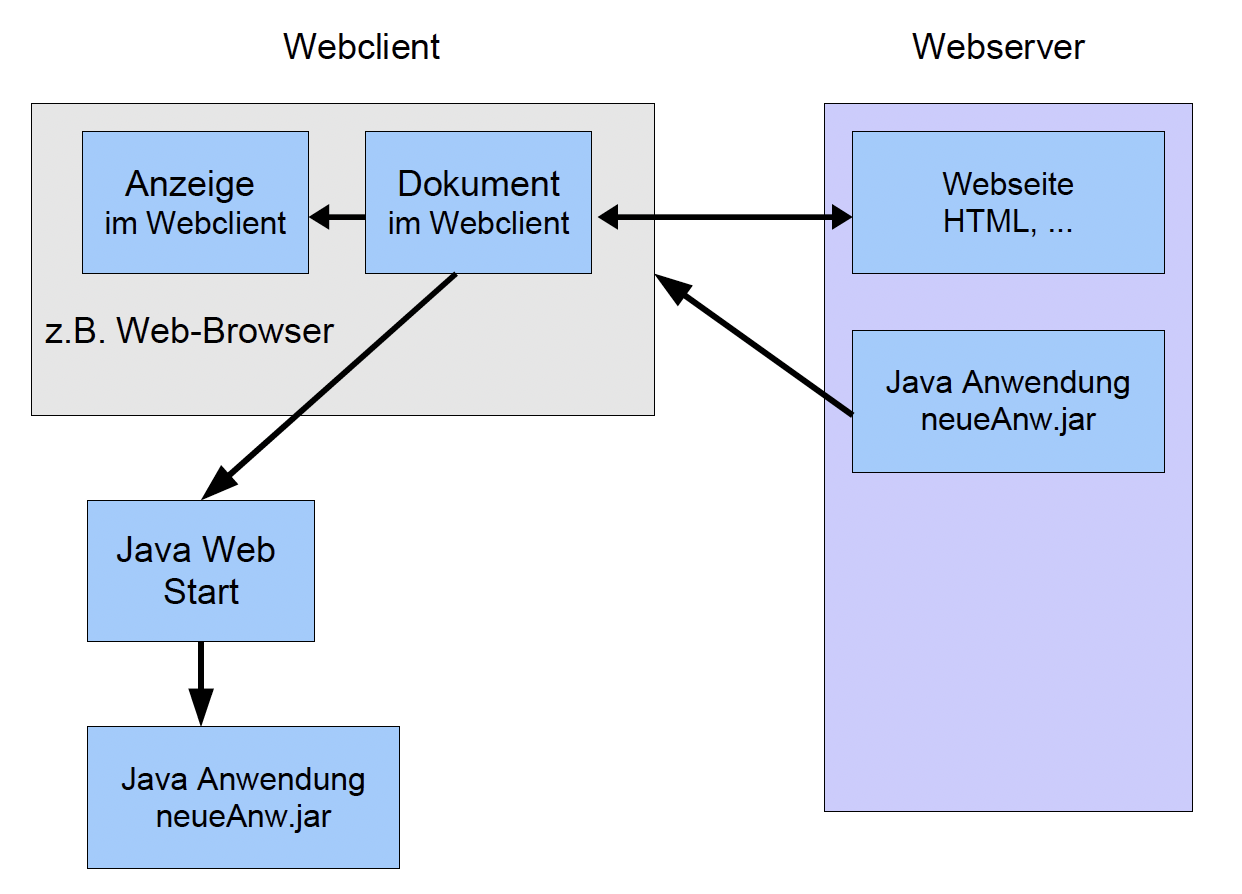 Webclient
Webserver
Anzeige
im Webclient
Dokument
im Webclient
Webseite
HTML, ...
z.B. Web-Browser
Java Anwendung
neueAnw.jar
Java Web
Start
Java Anwendung
neueAnw.jar